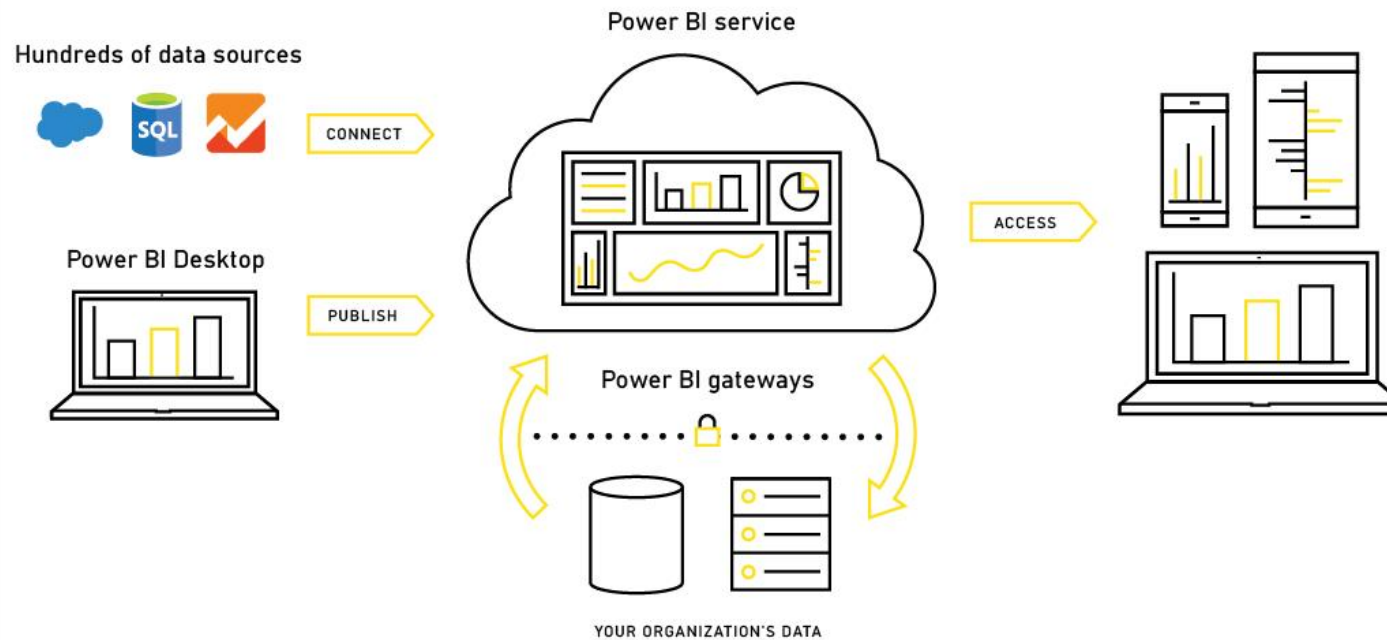 Power BI service
Hundreds of data sources
SQL
CONNECT
ACCESS
Power BI Desktop
PUBLISH
Power BI gateways
YOUR ORGANIZATION'S DATA